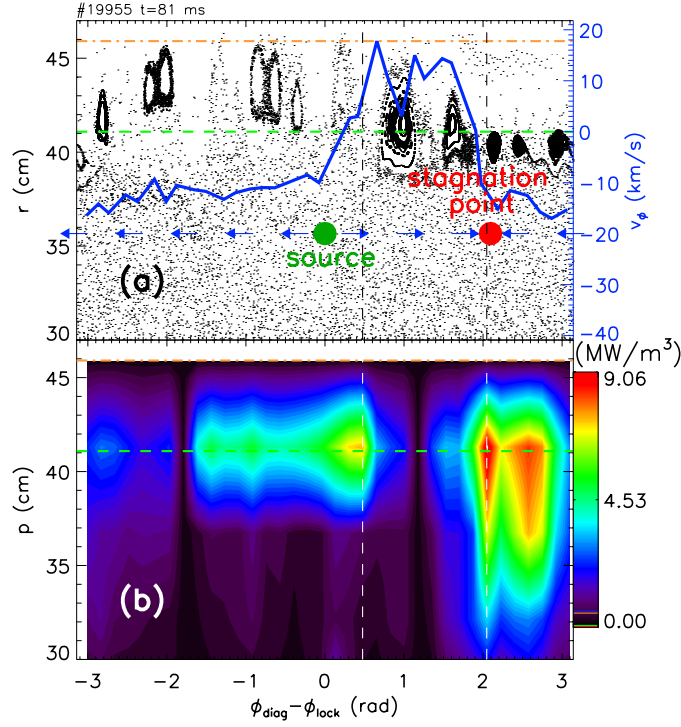 #19955 t=81 ms
r (cm)
45
40
35
30
20
10
0
−10
−20
−30
−40
vϕ (km/s)
stagnation
point
source
(a)
(MW/m³)
p (cm)
45
40
35
30
9.06
4.53
0.00
(b)
−3 −2 −1 0 1 2 3
ϕdiag−ϕlock (rad)